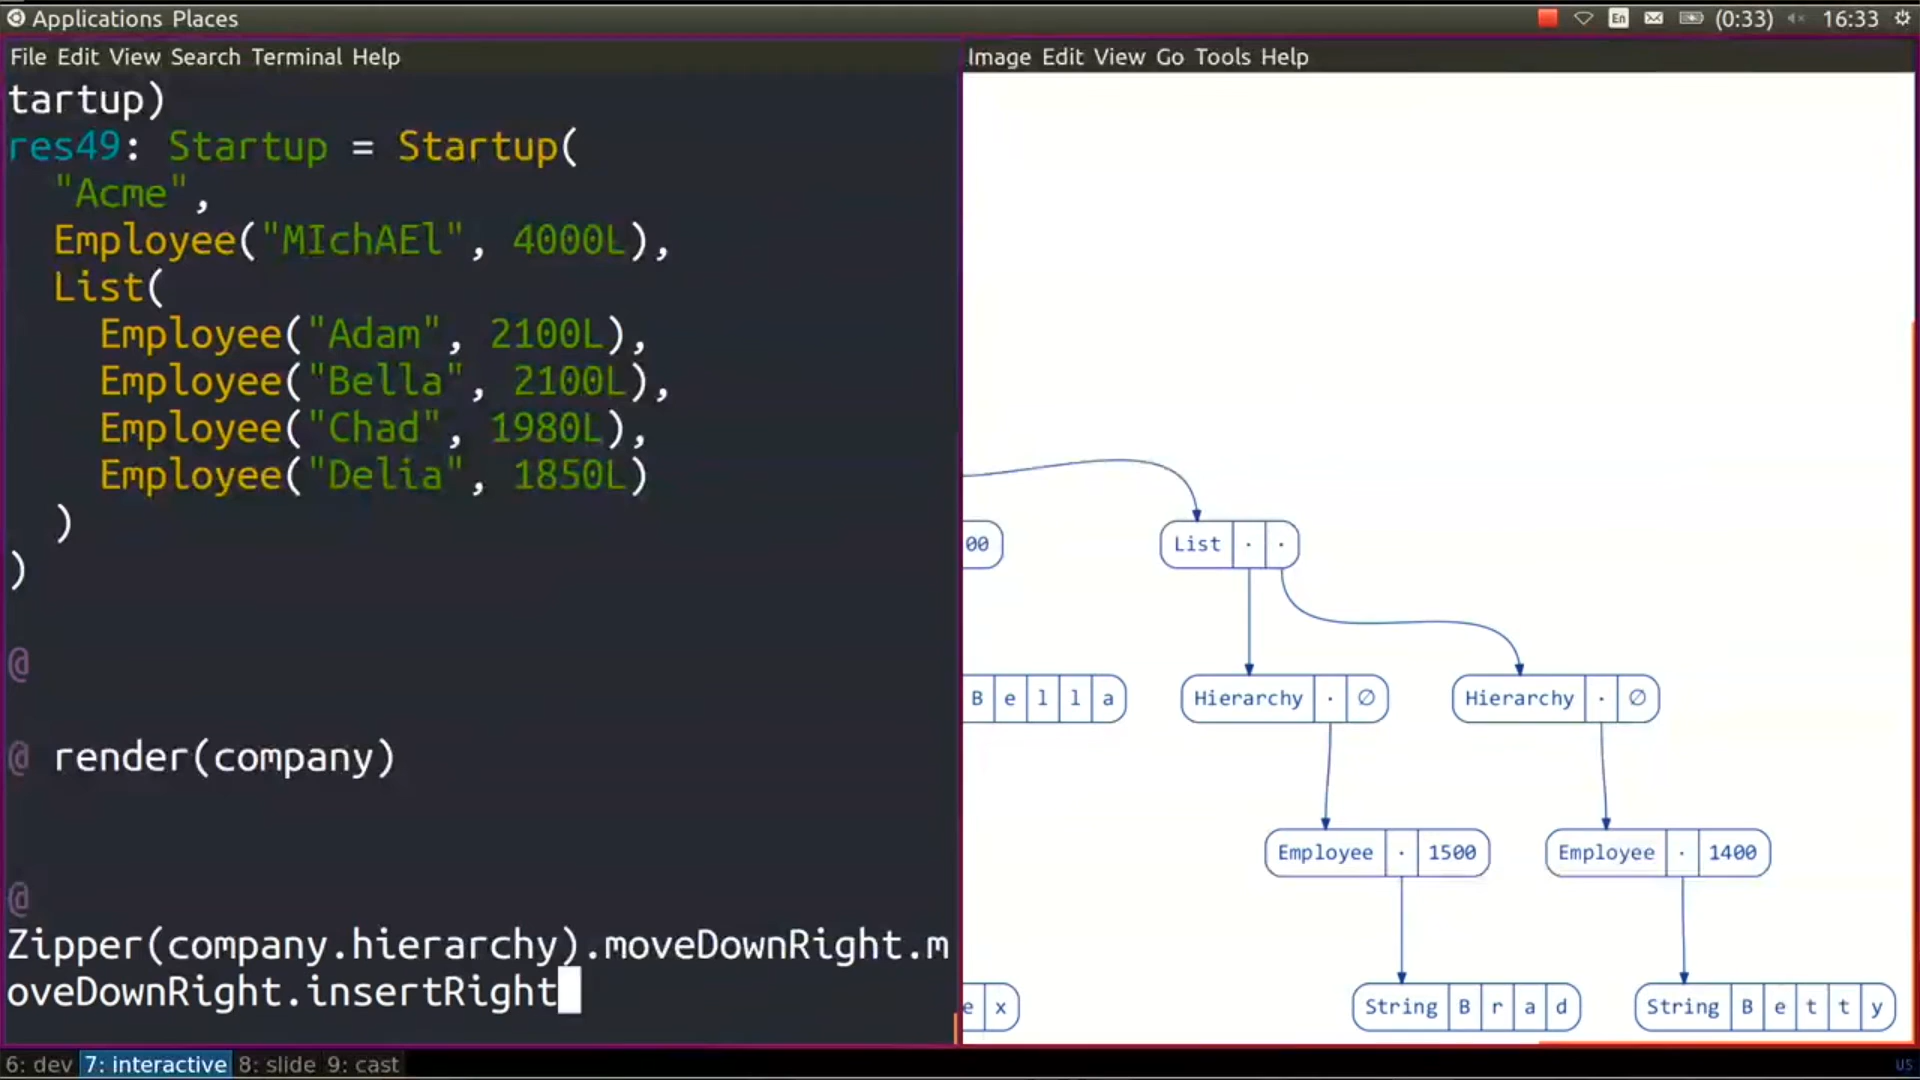 Applications Places
En (0:33) 16:33
File Edit View Search Terminal Help
tartup)
res49: Startup = Startup(
"Acme",
Employee("MIchAEl", 4000L),
List(
Employee("Adam", 2100L),
Employee("Bella", 2100L),
Employee("Chad", 1980L),
Employee("Delia", 1850L)
)
)
@
@ render(company)
@
Zipper(company.hierarchy).moveDownRight.m
oveDownRight.insertRight
Image Edit View Go Tools Help
00
List · ·
B e l l a
Hierarchy · ∅
Hierarchy · ∅
Employee · 1500
Employee · 1400
e x
String B r a d
String B e t t y
6: dev 7: interactive 8: slide 9: cast
US